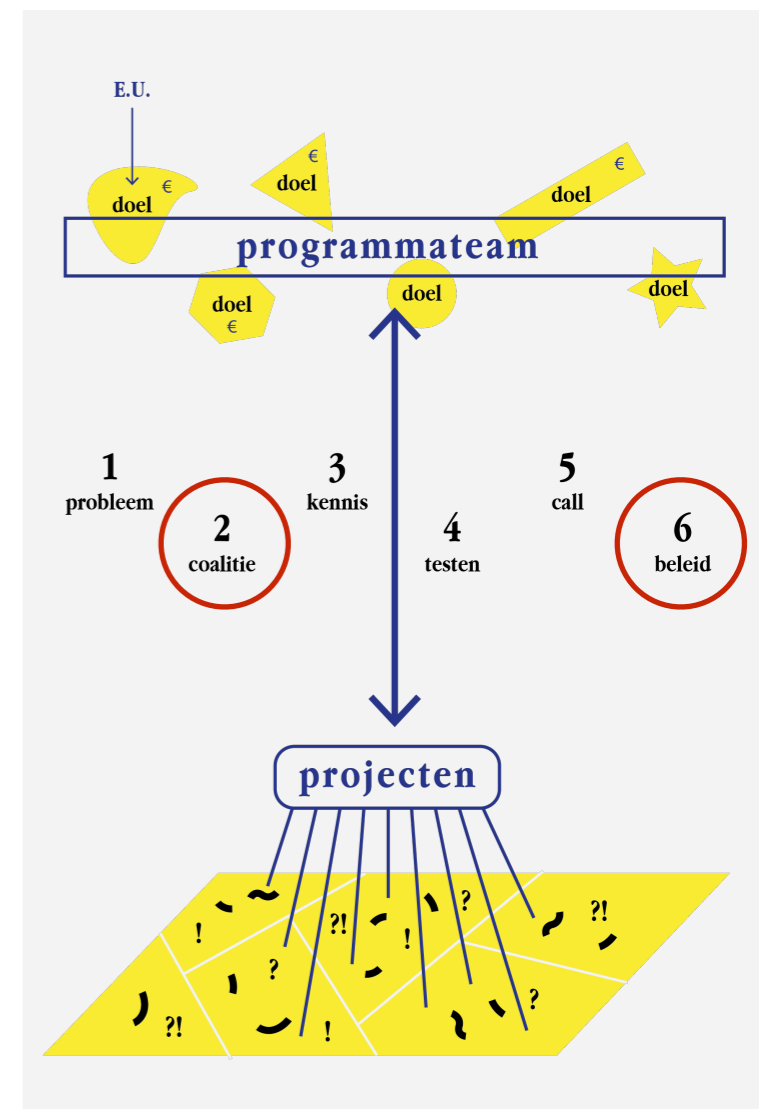 E.U.
€
doel
€
doel
€
doel
programmateam
doel
€
doel
doel
1
probleem
2
coalitie
3
kennis
4
testen
5
call
6
beleid
projecten
!
?!
?
!
?
?!
?!
!
?